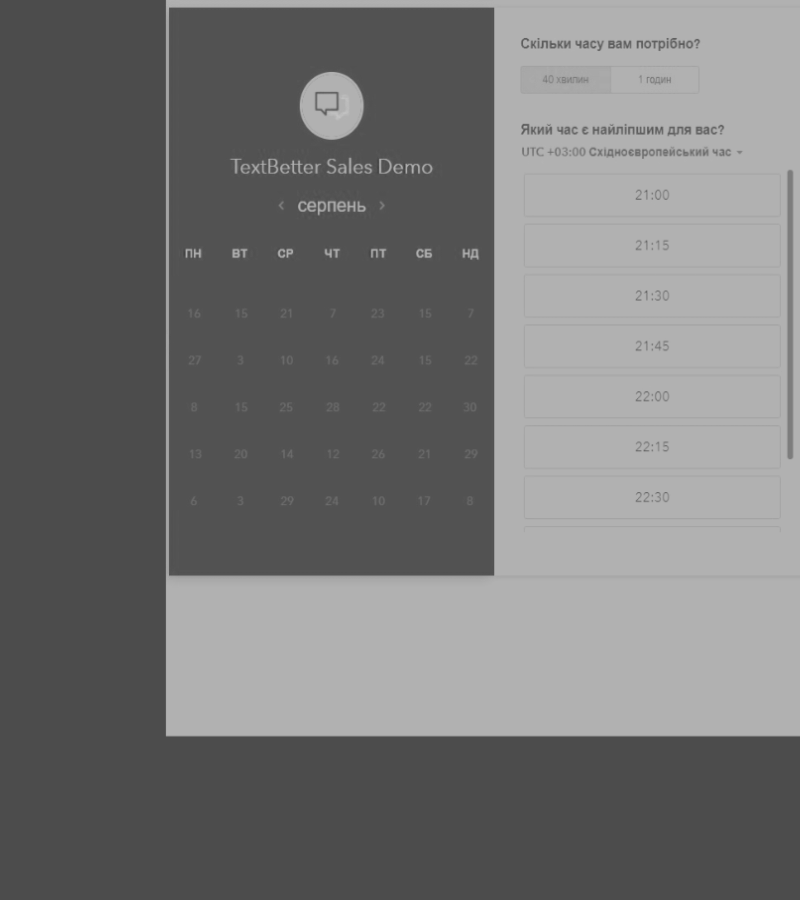 TextBetter Sales Demo
серпень
ПН ВТ СР ЧТ ПТ СБ НД
16 15 21 7 23 15 7
27 3 10 16 24 15 22
8 15 25 28 22 22 30
13 20 14 12 26 21 29
6 3 29 24 10 17 8
Скільки часу вам потрібно?
40 хвилин 1 годин
Який час є найліпшим для вас?
UTC +03:00 Східноєвропейський час
21:00
21:15
21:30
21:45
22:00
22:15
22:30